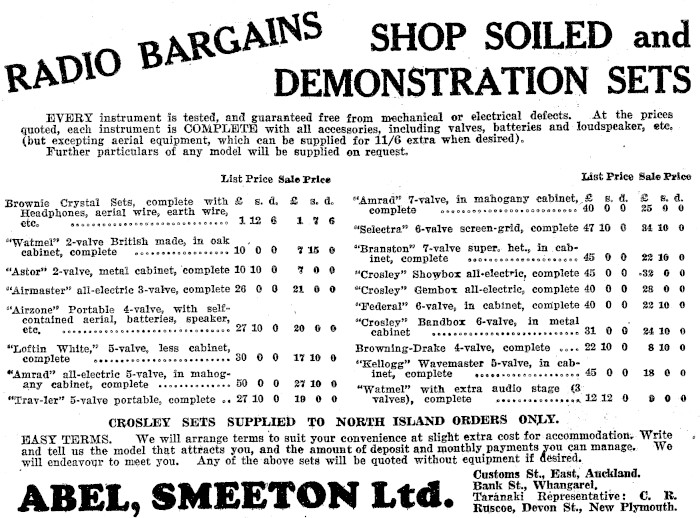 RADIO BARGAINS
SHOP SOILED and
DEMONSTRATION SETS
EVERY instrument is tested, and guaranteed free from mechanical or electrical defects. At the prices
quoted, each instrument is COMPLETE with all accessories, including valves, batteries and loudspeaker, etc.
(but excepting aerial equipment, which can be supplied for 11/6 extra when desired).
Further particulars of any model will be supplied on request.
List Price Sale Price
£ s. d. £ s. d.
Brownie Crystal Sets, complete with
Headphones, aerial wire, earth wire,
etc. .................... 1 12 6 1 7 6
"Watmel" 2-valve British made, in oak
cabinet, complete .............. 10 0 0 7 15 0
"Astor" 2-valve, metal cabinet, complete 10 10 0 7 0 0
"Airmaster" all-electric 3-valve, complete 26 0 0 21 0 0
"Airzone" Portable 4-valve, with self-
contained aerial, batteries, speaker,
etc. .................... 27 10 0 20 0 0
"Loftin White," 5-valve, less cabinet,
complete .................... 30 0 0 17 10 0
"Amrad" all-electric 5-valve, in mahog-
any cabinet, complete ............ 50 0 0 27 10 0
"Trav-ler" 5-valve portable, complete .. 27 10 0 19 0 0
List Price Sale Price
£ s. d. £ s. d.
"Amrad" 7-valve, in mahogany cabinet,
complete .................... 40 0 0 25 0 0
"Selectra" 6-valve screen-grid, complete 47 10 0 34 10 0
"Branston" 7-valve super. het., in cab-
inet, complete ................ 45 0 0 22 10 0
"Crosley" Showbox all-electric, complete 45 0 0 32 0 0
"Crosley" Gembox all-electric, complete 40 0 0 28 0 0
"Federal" 6-valve, in cabinet, complete 40 0 0 22 10 0
"Crosley" Bandbox 6-valve, in metal
cabinet .................... 31 0 0 24 10 0
Browning-Drake 4-valve, complete .... 22 10 0 8 10 0
"Kellogg" Wavemaster 5-valve, in cab-
inet, complete ................ 45 0 0 18 0 0
"Watmel" with extra audio stage (3
valves), complete .............. 12 12 0 9 0 0
CROSLEY SETS SUPPLIED TO NORTH ISLAND ORDERS ONLY.
EASY TERMS. We will arrange terms to suit your convenience at slight extra cost for accommodation. Write
and tell us the model that attracts you, and the amount of deposit and monthly payments you can manage. We
will endeavour to meet you. Any of the above sets will be quoted without equipment if desired.
ABEL, SMEETON Ltd.
Customs St., East, Auckland.
Bank St., Whangarei.
Taranaki Representative: C. R.
Ruscoe, Devon St., New Plymouth.